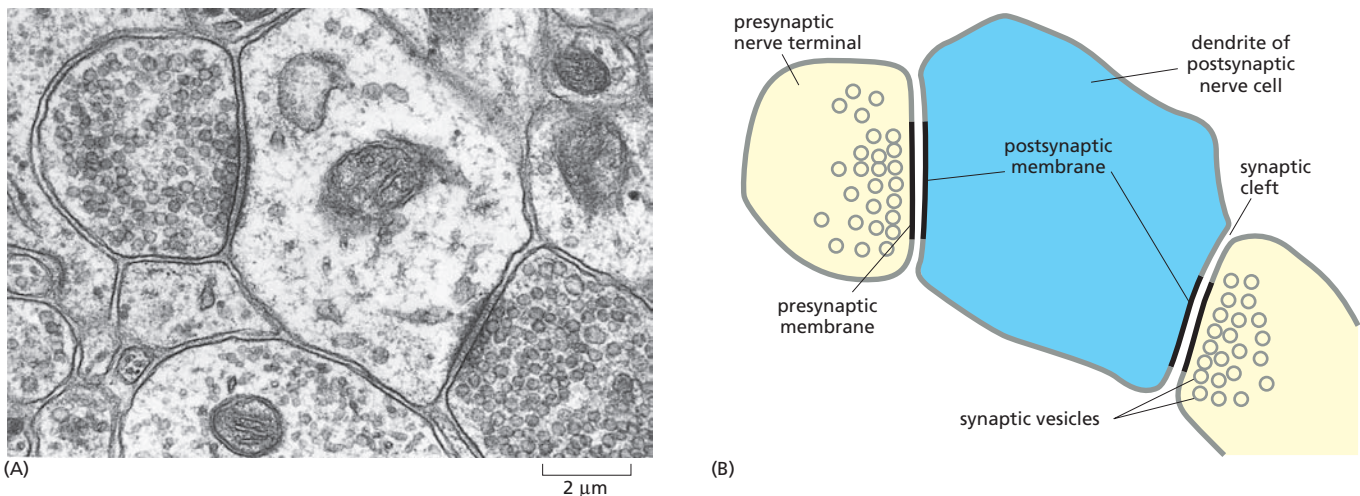 presynaptic
nerve terminal
dendrite of
postsynaptic
nerve cell
postsynaptic
membrane
synaptic
cleft
presynaptic
membrane
synaptic vesicles
(A)
2 μm
(B)